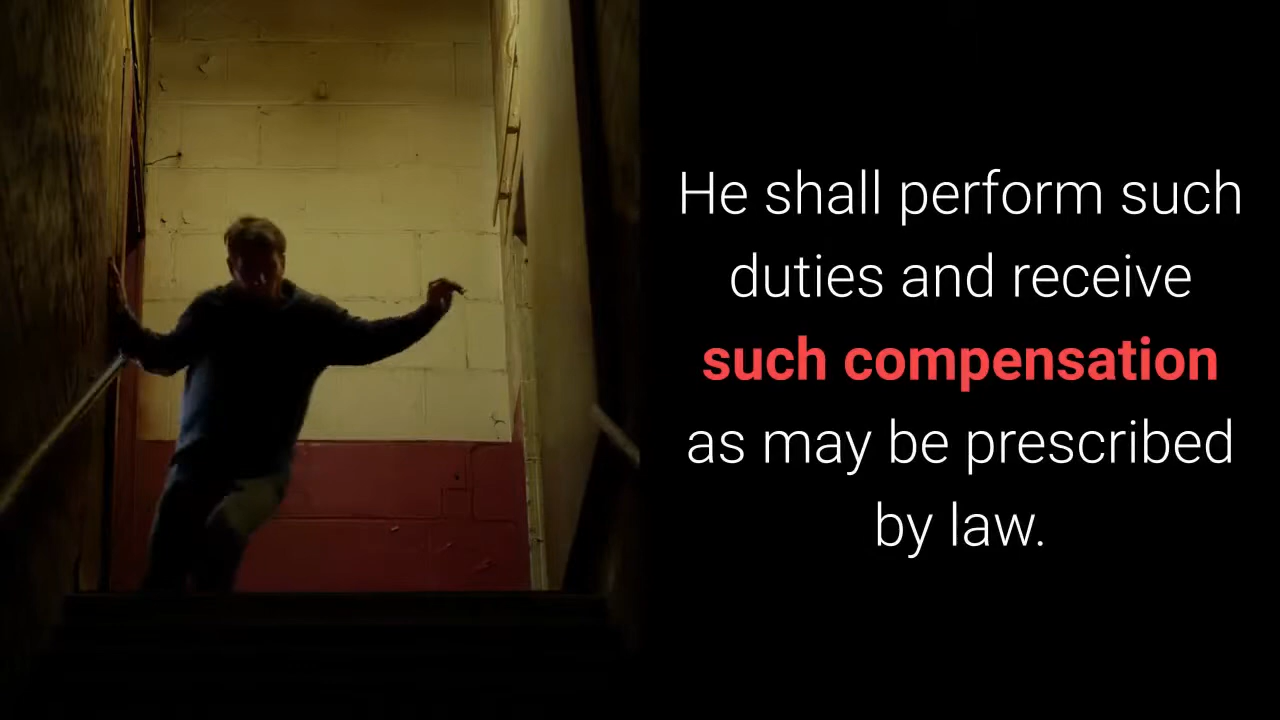 He shall perform such
duties and receive
such compensation
as may be prescribed
by law.